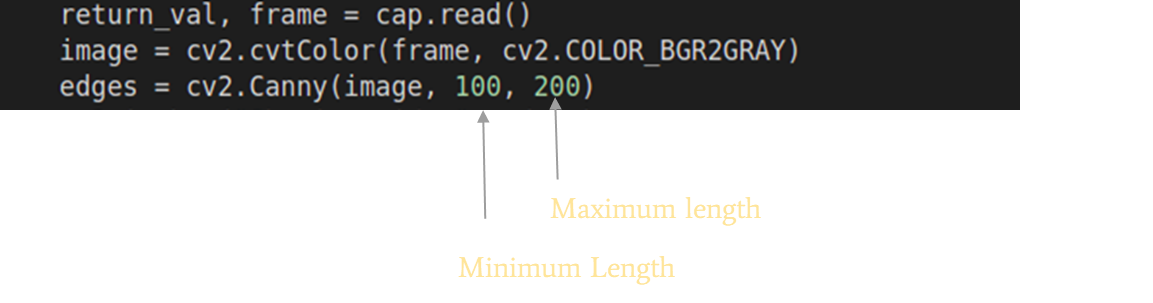 return_val, frame = cap.read()
image = cv2.cvtColor(frame, cv2.COLOR_BGR2GRAY)
edges = cv2.Canny(image, 100, 200)
Maximum length
Minimum Length